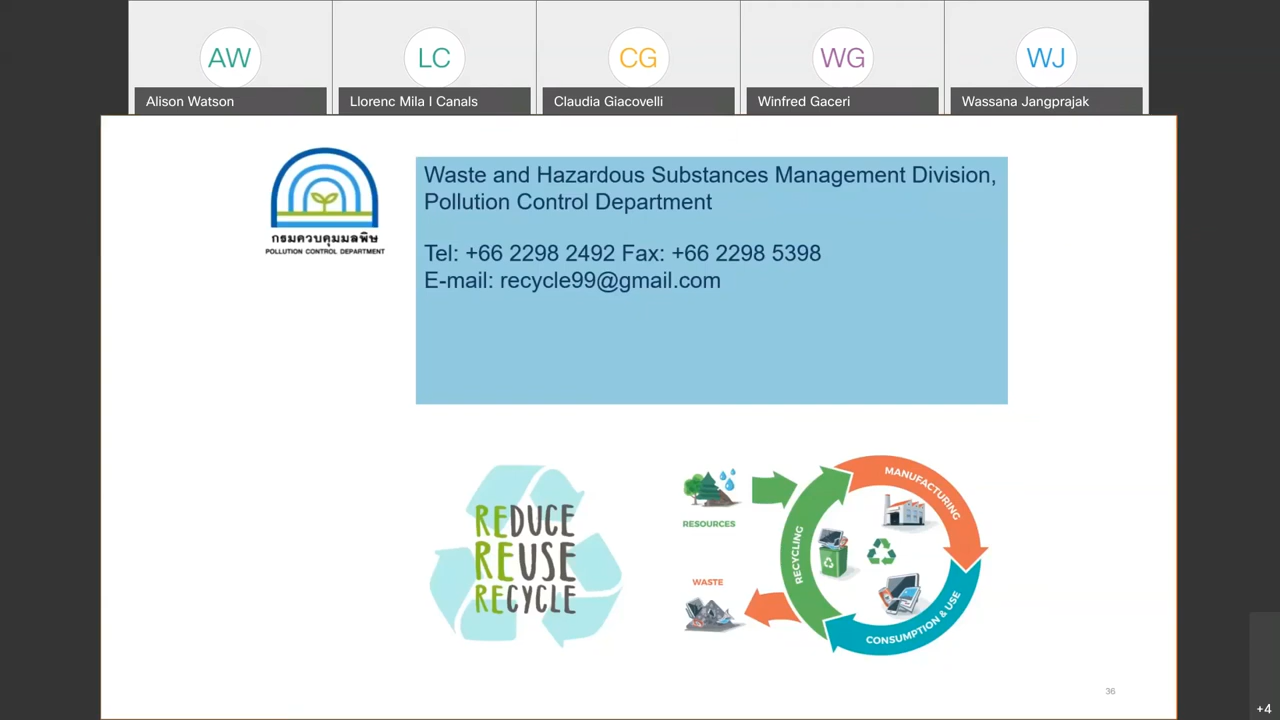 AW
LC
CG
WG
WJ
Alison Watson
Llorenc Mila I Canals
Claudia Giacovelli
Winfred Gaceri
Wassana Jangprajak
กรมควบคุมมลพิษ
POLLUTION CONTROL DEPARTMENT
Waste and Hazardous Substances Management Division,
Pollution Control Department
Tel: +66 2298 2492 Fax: +66 2298 5398
E-mail: recycle99@gmail.com
REDUCE
REUSE
RECYCLE
RESOURCES
WASTE
RECYCLING
MANUFACTURING
CONSUMPTION & USE
36
+4